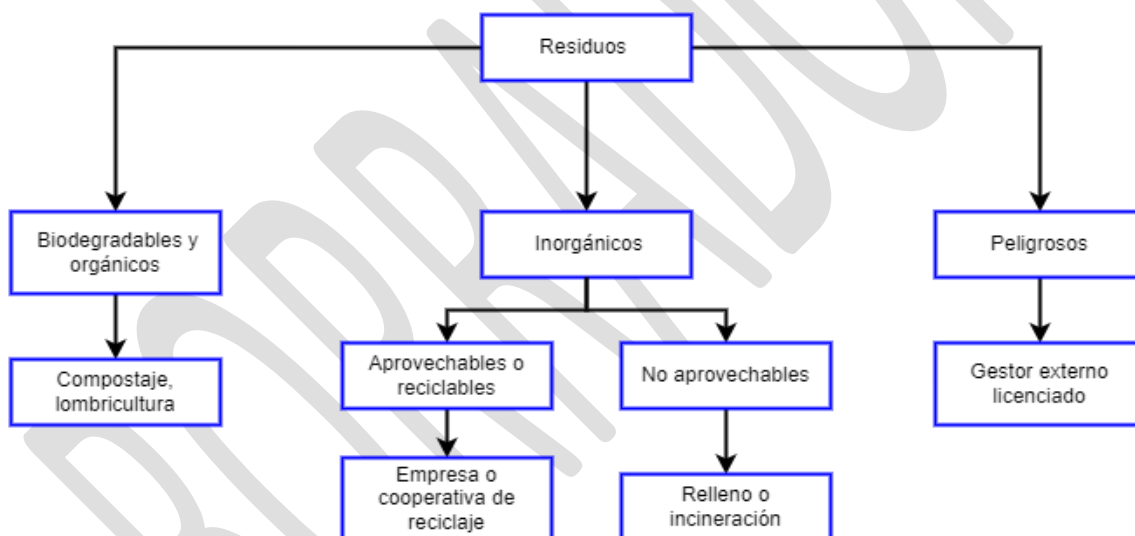 Residuos
Biodegradables y
orgánicos
Inorgánicos
Peligrosos
Compostaje,
lombricultura
Aprovechables o
reciclables
No aprovechables
Gestor externo
licenciado
Empresa o
cooperativa de
reciclaje
Relleno o
incineración